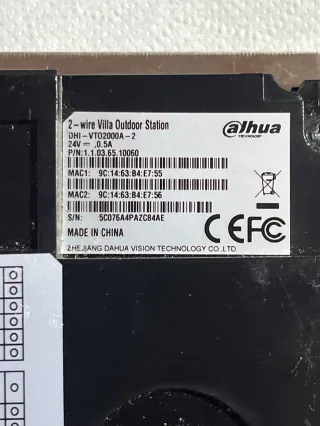 2-wire Villa Outdoor Station
DHI-VTO2000A-2
24V⎓, 0.5A
P/N:1.1.03.65.10060
alhua
TECHNOLOGY
MAC1: 9C:14:63:B4:E7:55
MAC2: 9C:14:63:B4:E7:56
S/N: 5C076A4PAZCB4AE
MADE IN CHINA
CE FC
ZHEJIANG DAHUA VISION TECHNOLOGY CO.,LTD